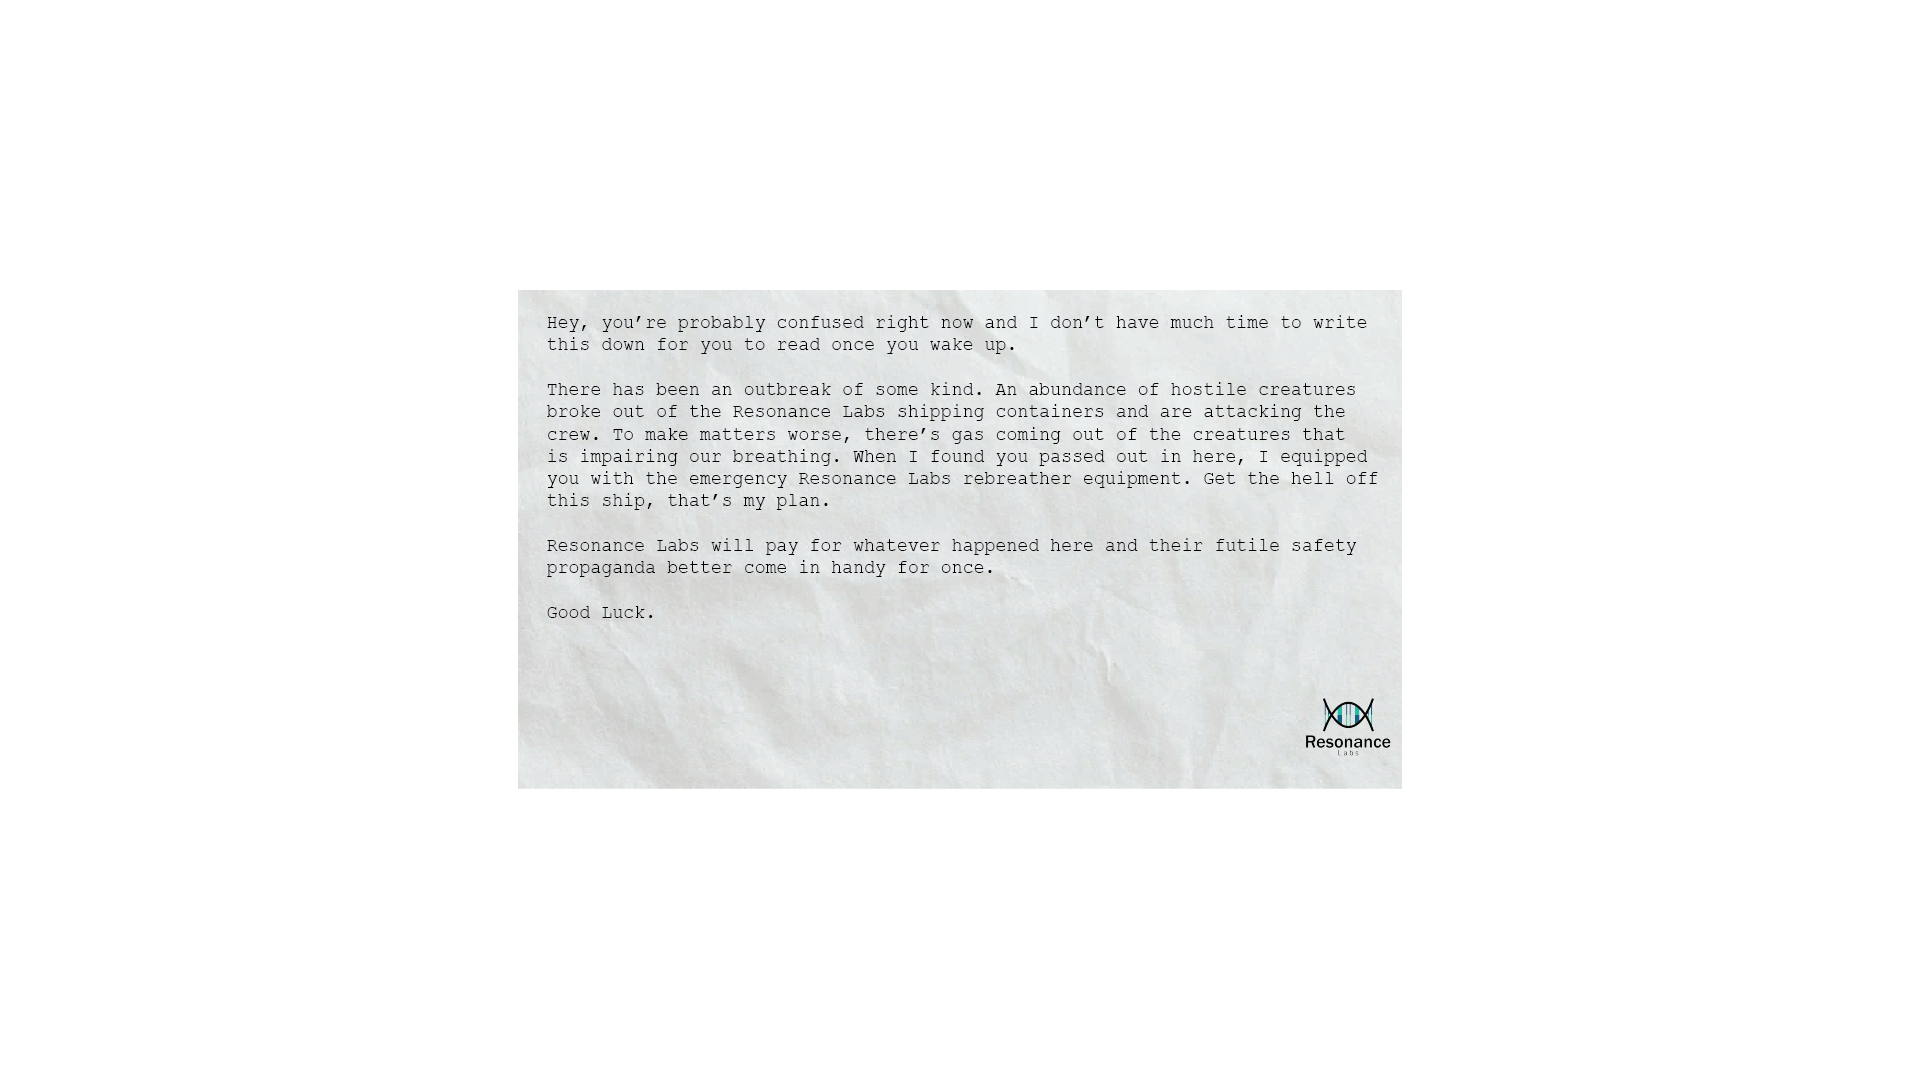 Hey, you’re probably confused right now and I don’t have much time to write
this down for you to read once you wake up.
There has been an outbreak of some kind. An abundance of hostile creatures
broke out of the Resonance Labs shipping containers and are attacking the
crew. To make matters worse, there’s gas coming out of the creatures that
is impairing our breathing. When I found you passed out in here, I equipped
you with the emergency Resonance Labs rebreather equipment. Get the hell off
this ship, that’s my plan.
Resonance Labs will pay for whatever happened here and their futile safety
propaganda better come in handy for once.
Good Luck.
Resonance
Labs